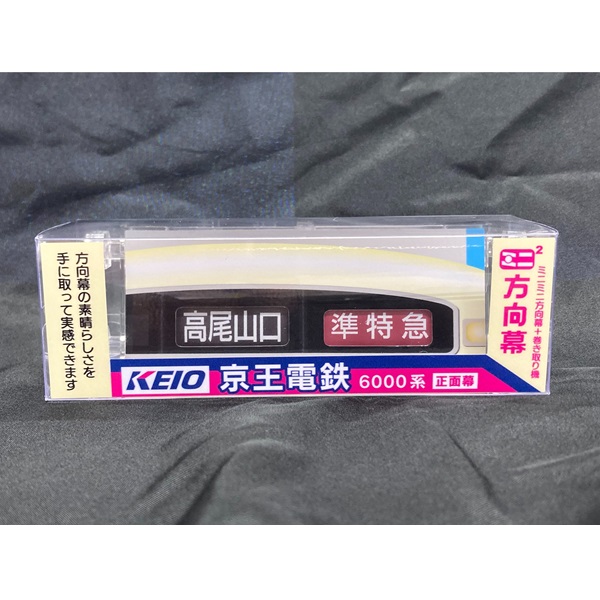 方向幕の素晴らしさを
手に取って実感できます
高尾山口
準特急
2
方向幕
ミニミニ方向幕+巻き取り機
KEIO 京王電鉄 6000系 正面幕